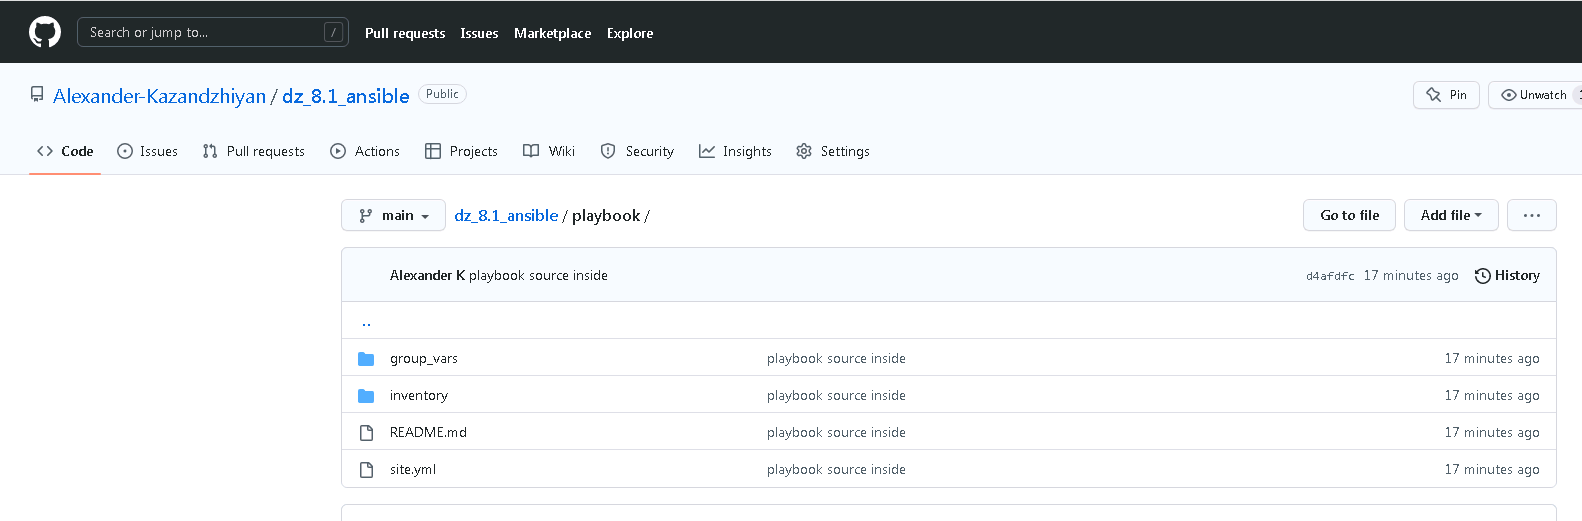 Search or jump to... / Pull requests Issues Marketplace Explore
Alexander-Kazandzhiyan / dz_8.1_ansible Public Pin Unwatch
Code Issues Pull requests Actions Projects Wiki Security Insights Settings
main dz_8.1_ansible / playbook / Go to file Add file ...
Alexander K playbook source inside d4afdfc 17 minutes ago History
..
group_vars playbook source inside 17 minutes ago
inventory playbook source inside 17 minutes ago
README.md playbook source inside 17 minutes ago
site.yml playbook source inside 17 minutes ago